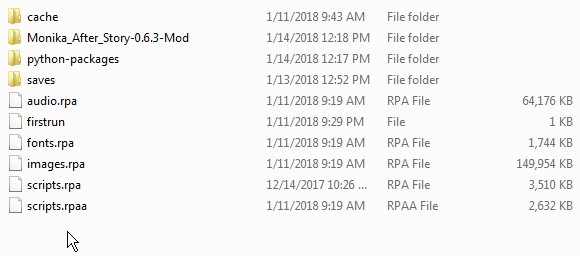 cache 1/11/2018 9:43 AM File folder
Monika_After_Story-0.6.3-Mod 1/14/2018 12:18 PM File folder
python-packages 1/14/2018 12:17 PM File folder
saves 1/13/2018 12:52 PM File folder
audio.rpa 1/11/2018 9:19 AM RPA File 64,176 KB
firstrun 1/11/2018 9:29 PM File 1 KB
fonts.rpa 1/11/2018 9:19 AM RPA File 1,744 KB
images.rpa 1/11/2018 9:19 AM RPA File 149,954 KB
scripts.rpa 12/14/2017 10:26 ... RPA File 3,510 KB
scripts.rpaa 1/11/2018 9:19 AM RPAA File 2,632 KB